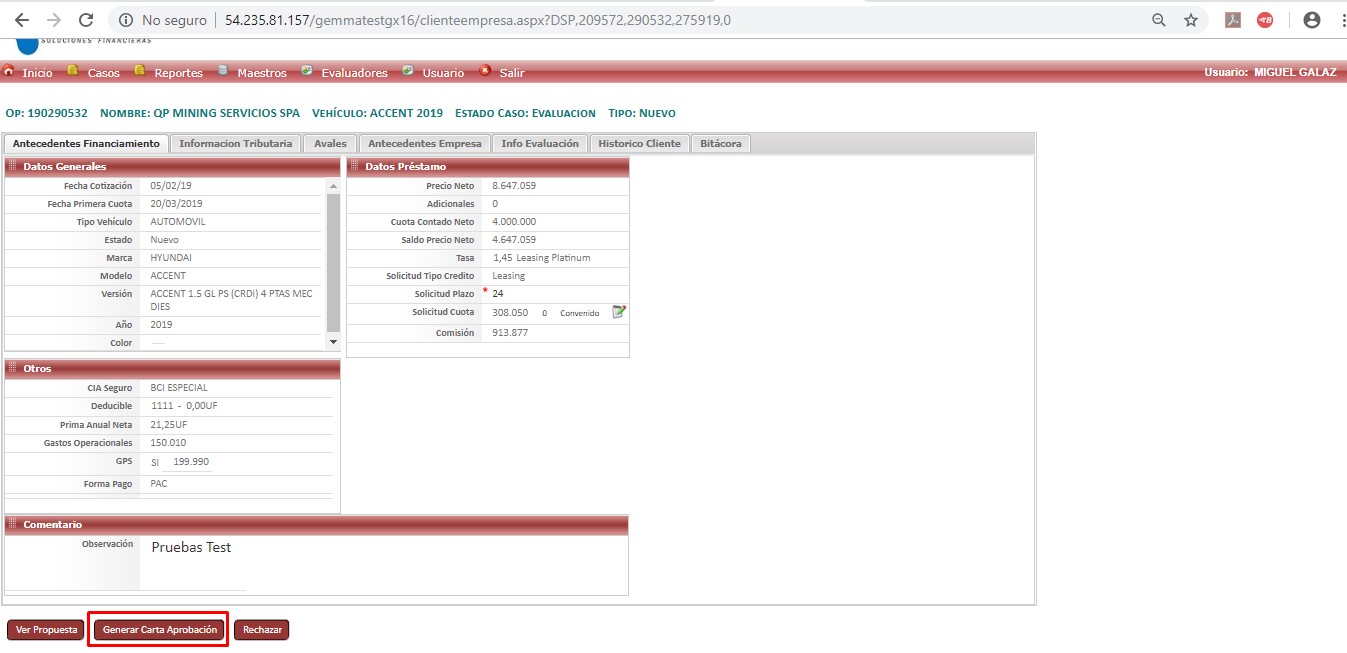 No seguro 54.235.81.157/gemmatestgx16/clienteempresa.aspx?DSP,209572,290532,275919,0
SOLUCIONES FINANCIERAS
Inicio Casos Reportes Maestros Evaluadores Usuario Salir Usuario: MIGUEL GALAZ
OP: 190290532 NOMBRE: QP MINING SERVICIOS SPA VEHÍCULO: ACCENT 2019 ESTADO CASO: EVALUACION TIPO: NUEVO
Antecedentes Financiamiento Informacion Tributaria Avales Antecedentes Empresa Info Evaluación Historico Cliente Bitácora
Datos Generales
Fecha Cotización 05/02/19
Fecha Primera Cuota 20/03/2019
Tipo Vehículo AUTOMOVIL
Estado Nuevo
Marca HYUNDAI
Modelo ACCENT
Versión ACCENT 1.5 GL PS (CRDI) 4 PTAS MEC
DIES
Año 2019
Color
Datos Préstamo
Precio Neto 8.647.059
Adicionales 0
Cuota Contado Neto 4.000.000
Saldo Precio Neto 4.647.059
Tasa 1,45 Leasing Platinum
Solicitud Tipo Credito Leasing
Solicitud Plazo * 24
Solicitud Cuota 308.050 0 Convenido
Comisión 913.877
Otros
CIA Seguro BCI ESPECIAL
Deducible 1111 - 0,00UF
Prima Anual Neta 21,25UF
Gastos Operacionales 150.010
GPS SI 199.990
Forma Pago PAC
Comentario
Observación Pruebas Test
Ver Propuesta Generar Carta Aprobación Rechazar